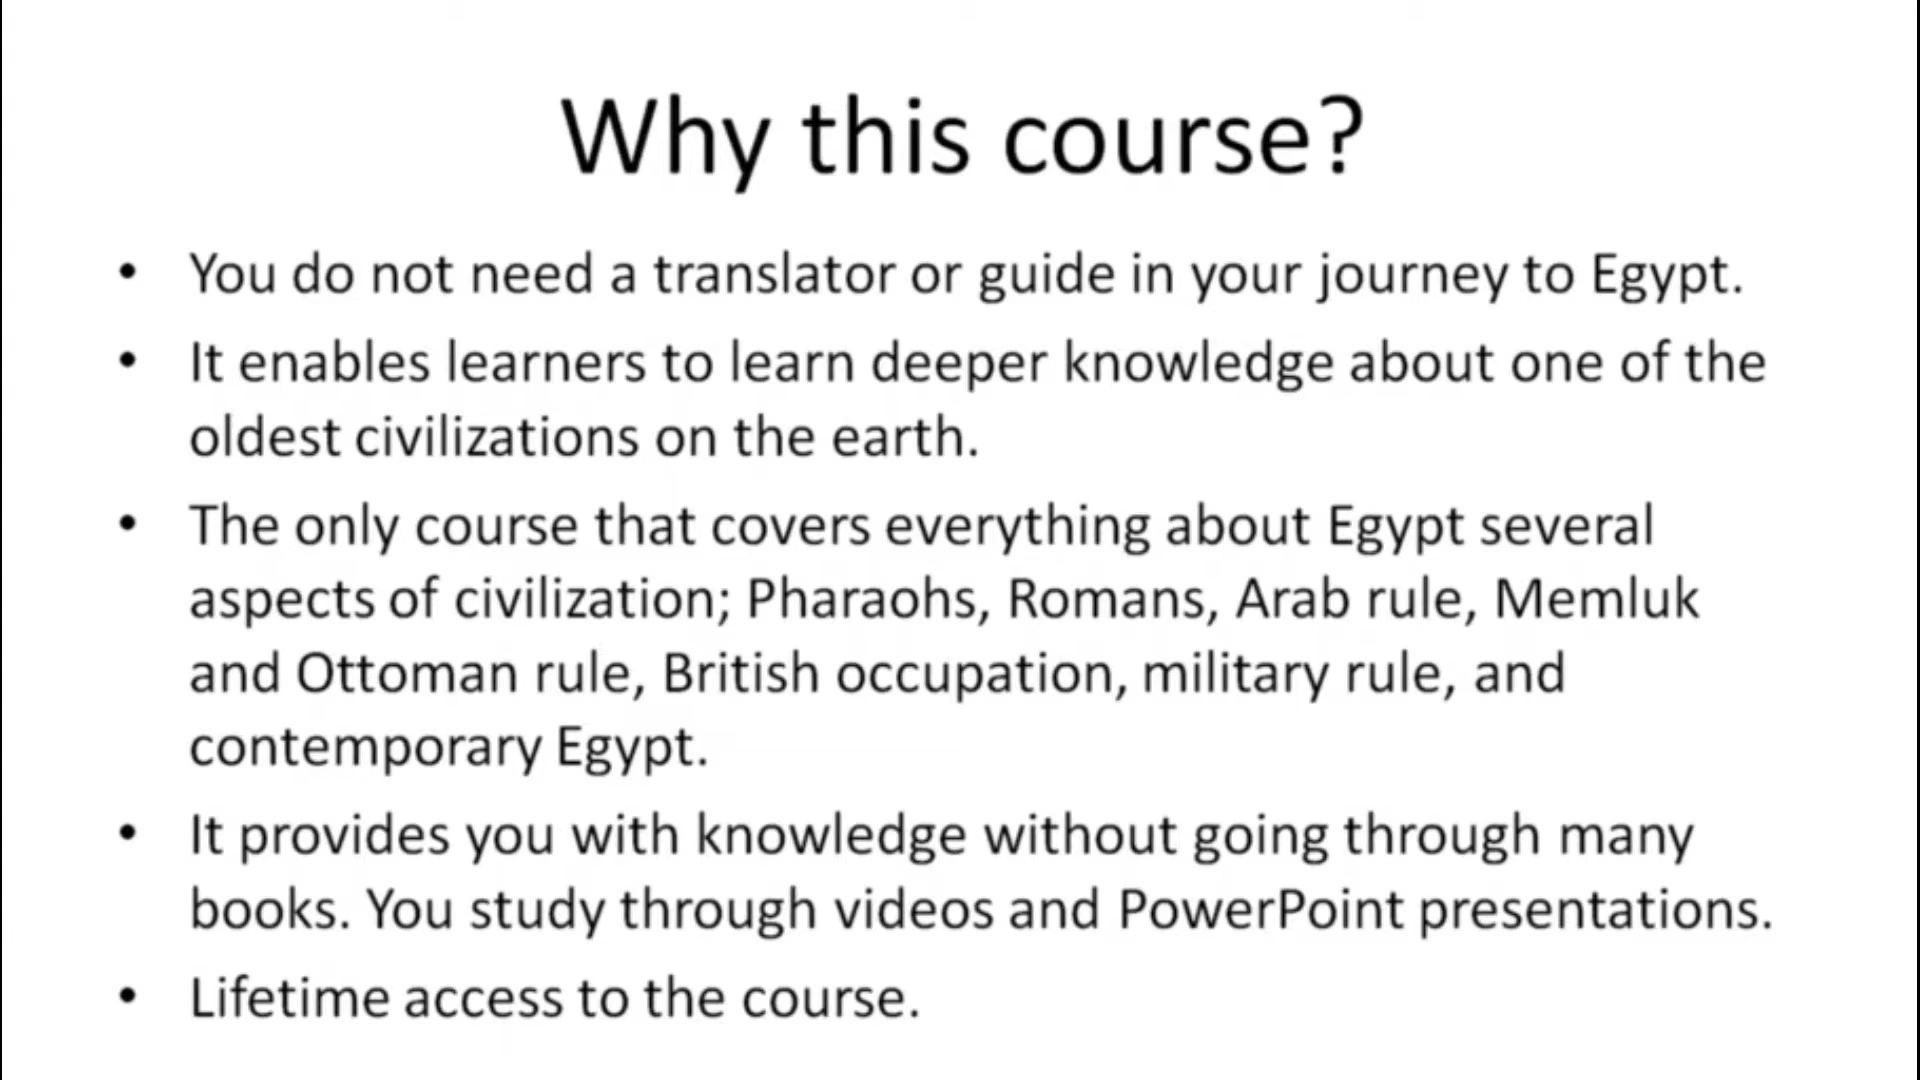 Why this course?
• You do not need a translator or guide in your journey to Egypt.
• It enables learners to learn deeper knowledge about one of the
oldest civilizations on the earth.
• The only course that covers everything about Egypt several
aspects of civilization; Pharaohs, Romans, Arab rule, Memluk
and Ottoman rule, British occupation, military rule, and
contemporary Egypt.
• It provides you with knowledge without going through many
books. You study through videos and PowerPoint presentations.
• Lifetime access to the course.